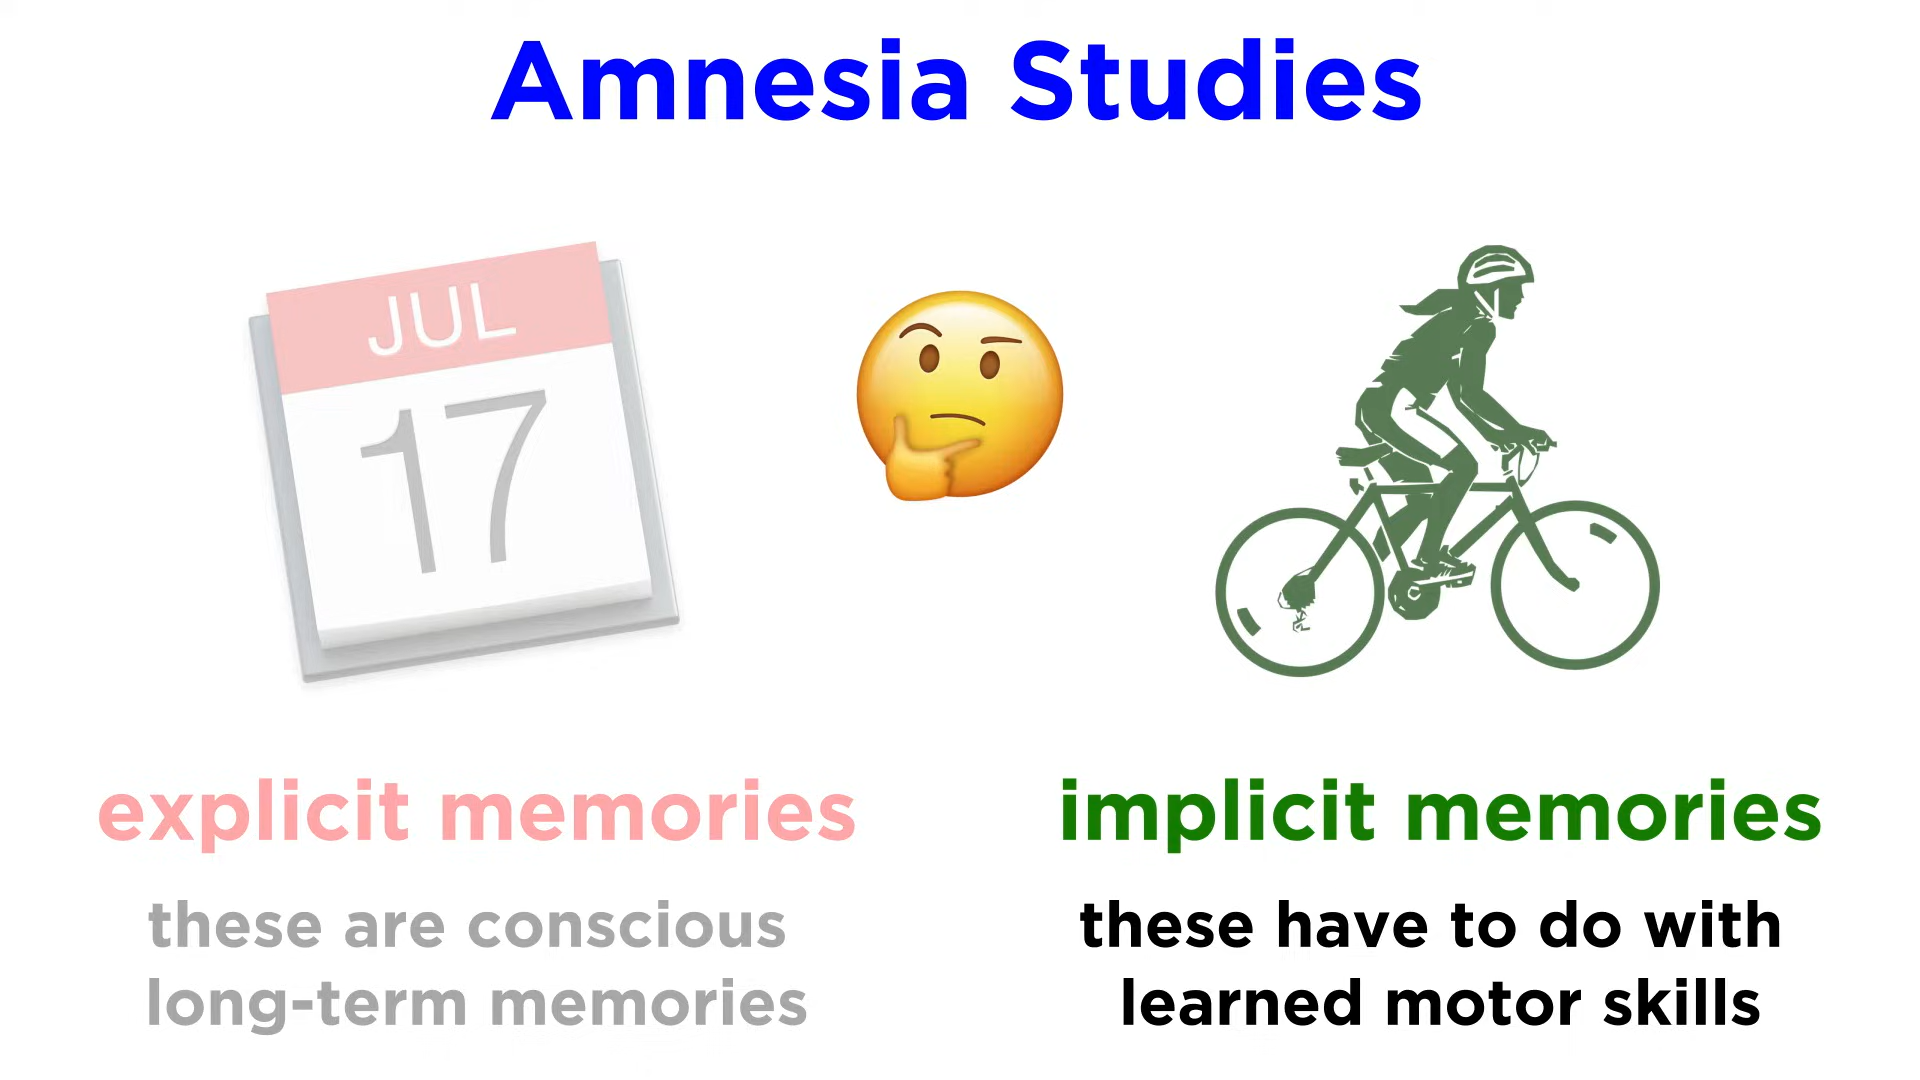 Amnesia Studies
JUL
17
explicit memories
these are conscious
long-term memories
implicit memories
these have to do with
learned motor skills